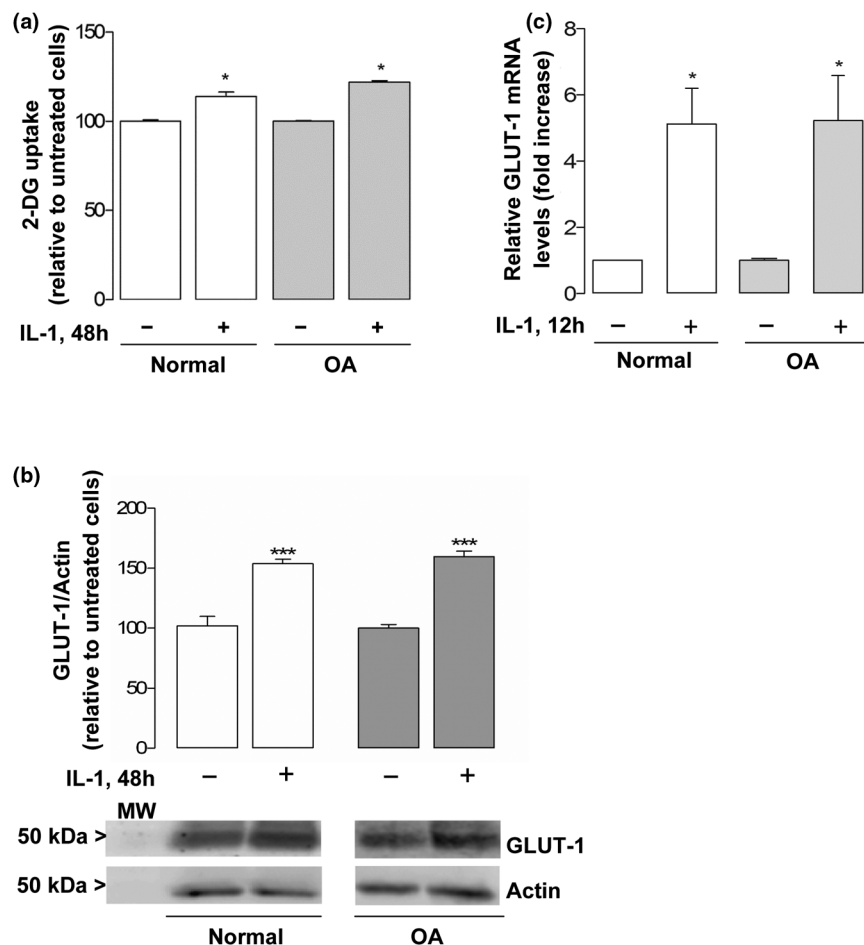 (a)
2-DG uptake
(relative to untreated cells)
150
100
50
0
* *
IL-1, 48h − + − +
Normal OA
(c)
Relative GLUT-1 mRNA
levels (fold increase)
8
6
4
2
0
* *
IL-1, 12h − + − +
Normal OA
(b)
GLUT-1/Actin
(relative to untreated cells)
200
150
100
50
0
*** ***
IL-1, 48h − + − +
MW
50 kDa > GLUT-1
50 kDa > Actin
Normal OA